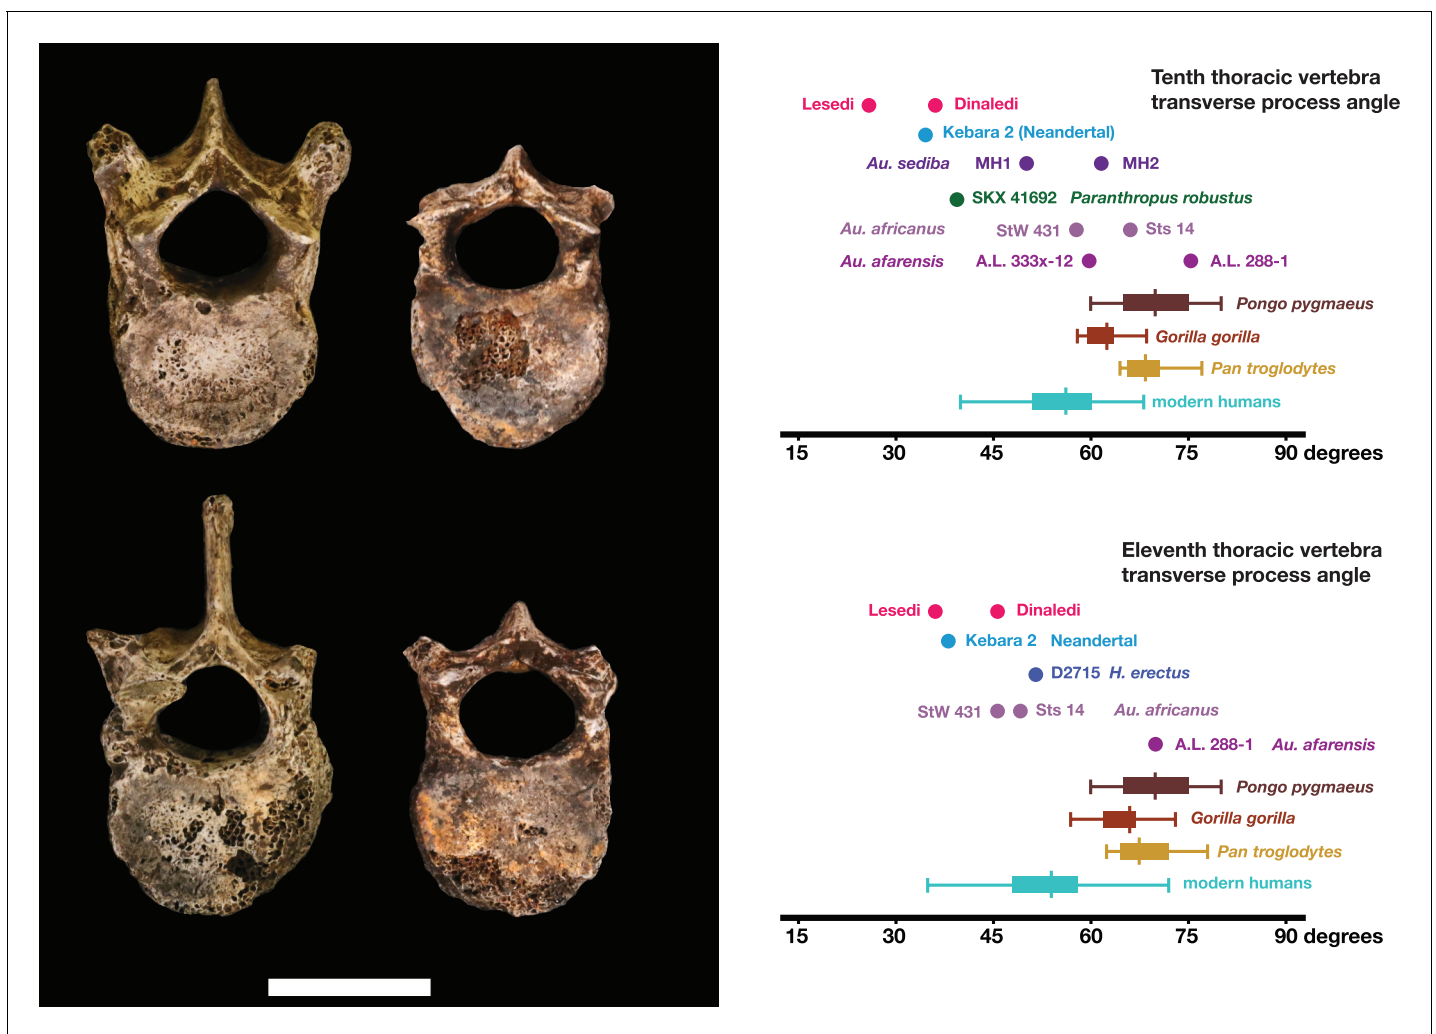 Tenth thoracic vertebra
transverse process angle
Lesedi Dinaledi
Kebara 2 (Neandertal)
Au. sediba MH1 MH2
SKX 41692 Paranthropus robustus
Au. africanus StW 431 Sts 14
Au. afarensis A.L. 333x-12 A.L. 288-1
Pongo pygmaeus
Gorilla gorilla
Pan troglodytes
modern humans
15 30 45 60 75 90 degrees
Eleventh thoracic vertebra
transverse process angle
Lesedi Dinaledi
Kebara 2 Neandertal
D2715 H. erectus
StW 431 Sts 14 Au. africanus
A.L. 288-1 Au. afarensis
Pongo pygmaeus
Gorilla gorilla
Pan troglodytes
modern humans
15 30 45 60 75 90 degrees